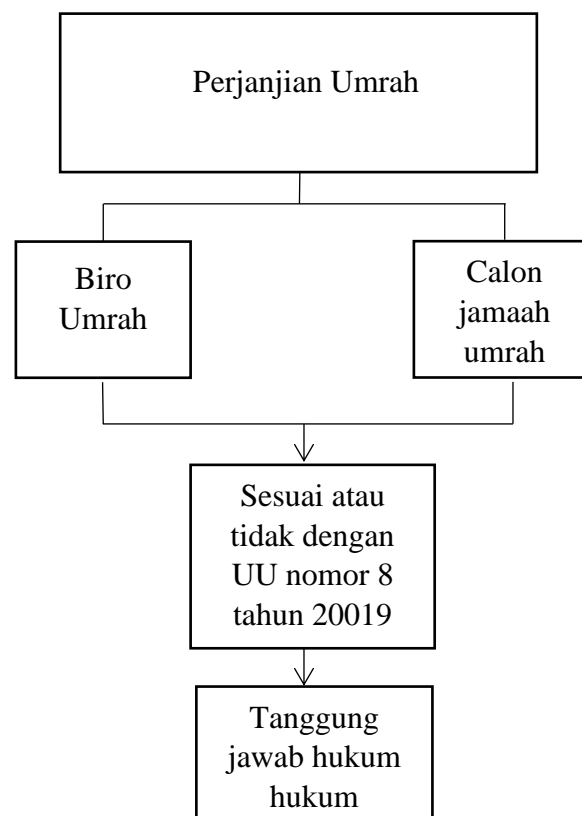 Perjanjian Umrah
Biro
Umrah
Calon
jamaah
umrah
Sesuai atau
tidak dengan
UU nomor 8
tahun 20019
Tanggung
jawab hukum
hukum